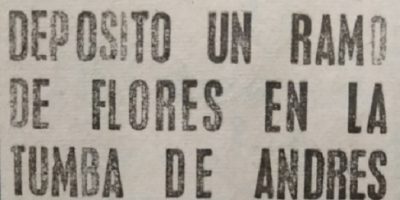 DEPOSITO UN RAMO
DE FLORES EN LA
TUMBA DE ANDRES